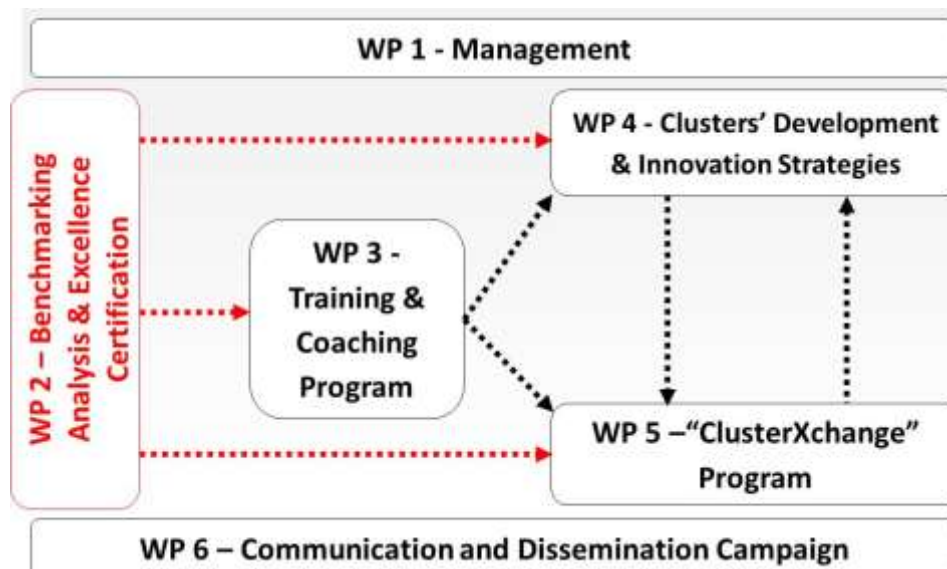 WP 1 - Management
WP 2 – Benchmarking
Analysis & Excellence
Certification
WP 3 -
Training &
Coaching
Program
WP 4 - Clusters’ Development
& Innovation Strategies
WP 5 –“ClusterXchange”
Program
WP 6 – Communication and Dissemination Campaign